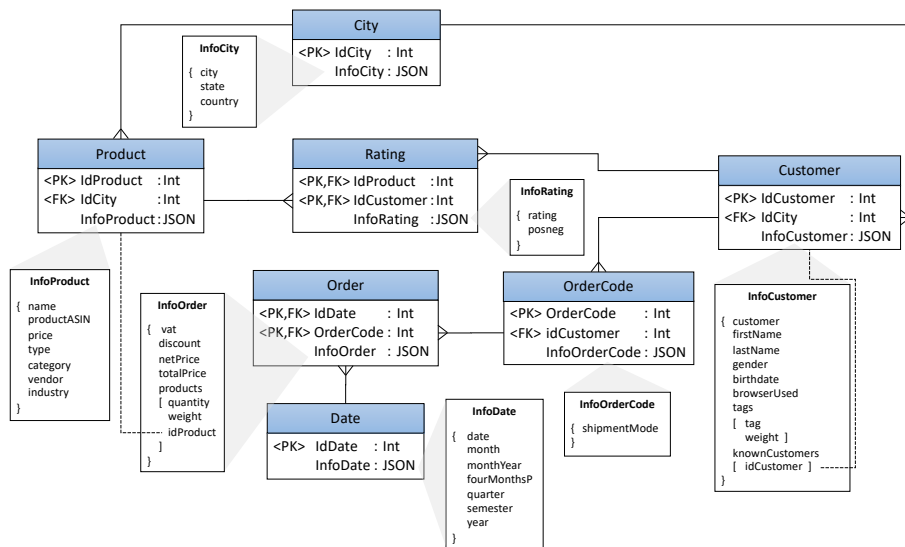 City
<PK> IdCity : Int
InfoCity : JSON
InfoCity
{ city
state
country
}
Product
<PK> IdProduct : Int
<FK> IdCity : Int
InfoProduct : JSON
Rating
<PK,FK> IdProduct : Int
<PK,FK> IdCustomer : Int
InfoRating : JSON
Customer
<PK> IdCustomer : Int
<FK> IdCity : Int
InfoCustomer : JSON
InfoRating
{ rating
posneg
}
InfoProduct
{ name
productASIN
price
type
category
vendor
industry
}
InfoOrder
{ vat
discount
netPrice
totalPrice
products
[ quantity
weight
idProduct
]
}
Order
<PK,FK> IdDate : Int
<PK,FK> OrderCode : Int
InfoOrder : JSON
OrderCode
<PK> OrderCode : Int
<FK> idCustomer : Int
InfoOrderCode : JSON
InfoCustomer
{ customer
firstName
lastName
gender
birthdate
browserUsed
tags
[ tag
weight ]
knownCustomers
[ idCustomer ]
}
Date
<PK> IdDate : Int
InfoDate : JSON
InfoDate
{ date
month
monthYear
fourMonthsP
quarter
semester
year
}
InfoOrderCode
{ shipmentMode
}